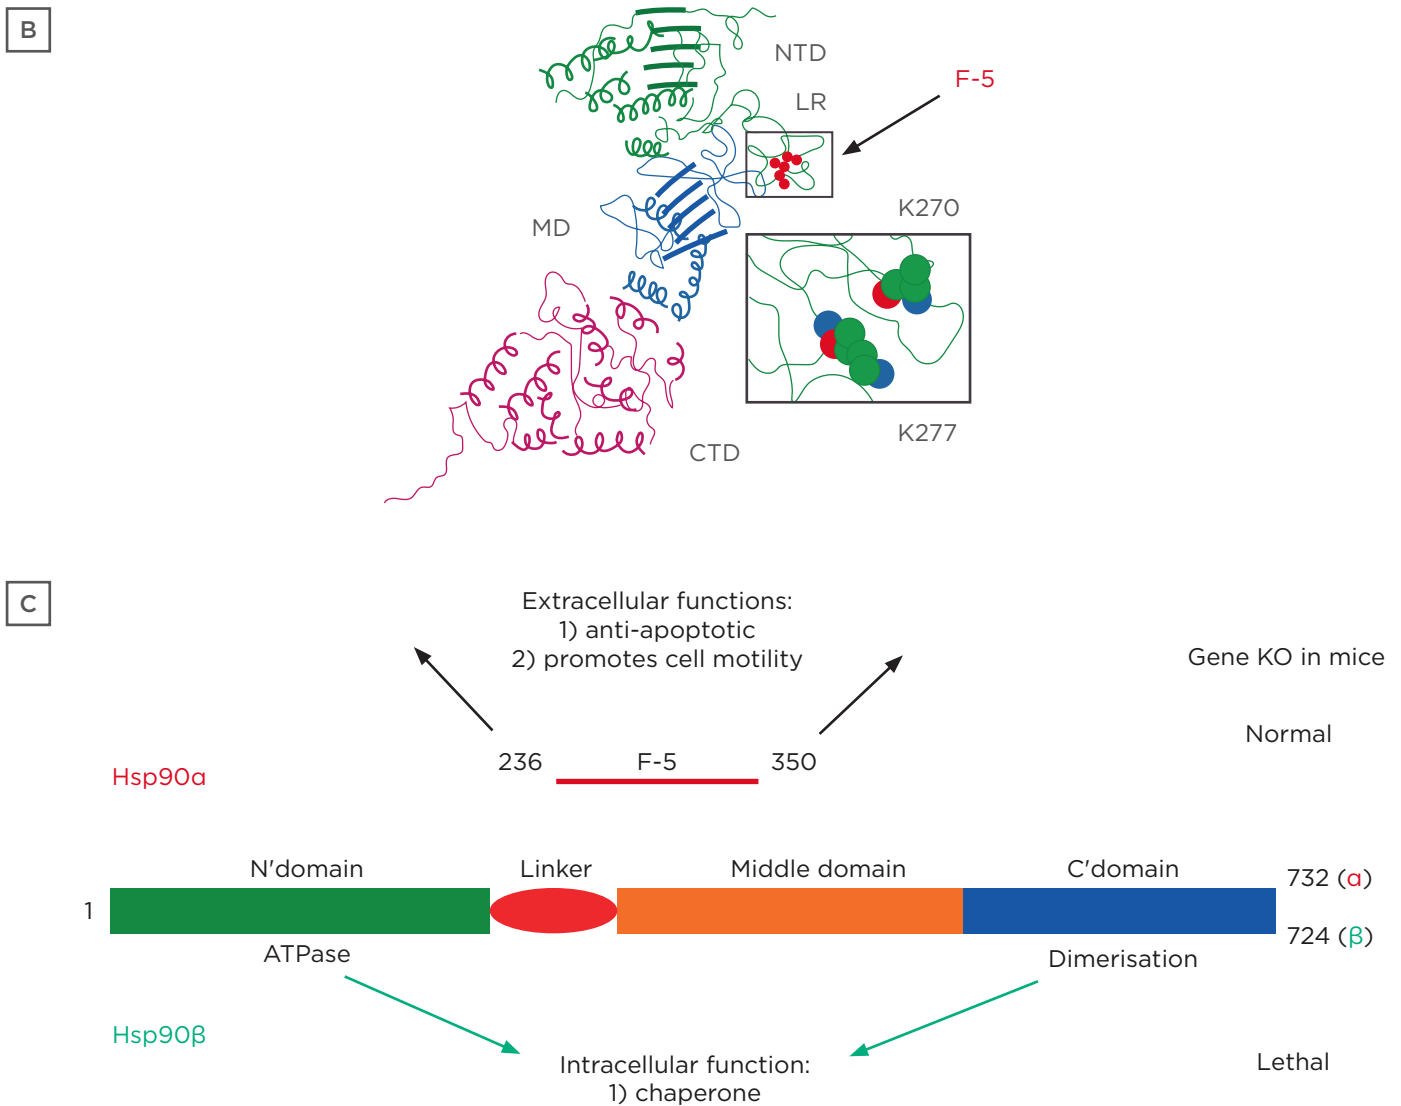 B
NTD
F-5
LR
K270
MD
K277
CTD
C
Extracellular functions:
1) anti-apoptotic
2) promotes cell motility
Gene KO in mice
Normal
236 F-5 350
Hsp90α
N'domain Linker Middle domain C'domain
732 (α)
1
724 (β)
ATPase
Dimerisation
Hsp90β
Intracellular function:
1) chaperone
Lethal